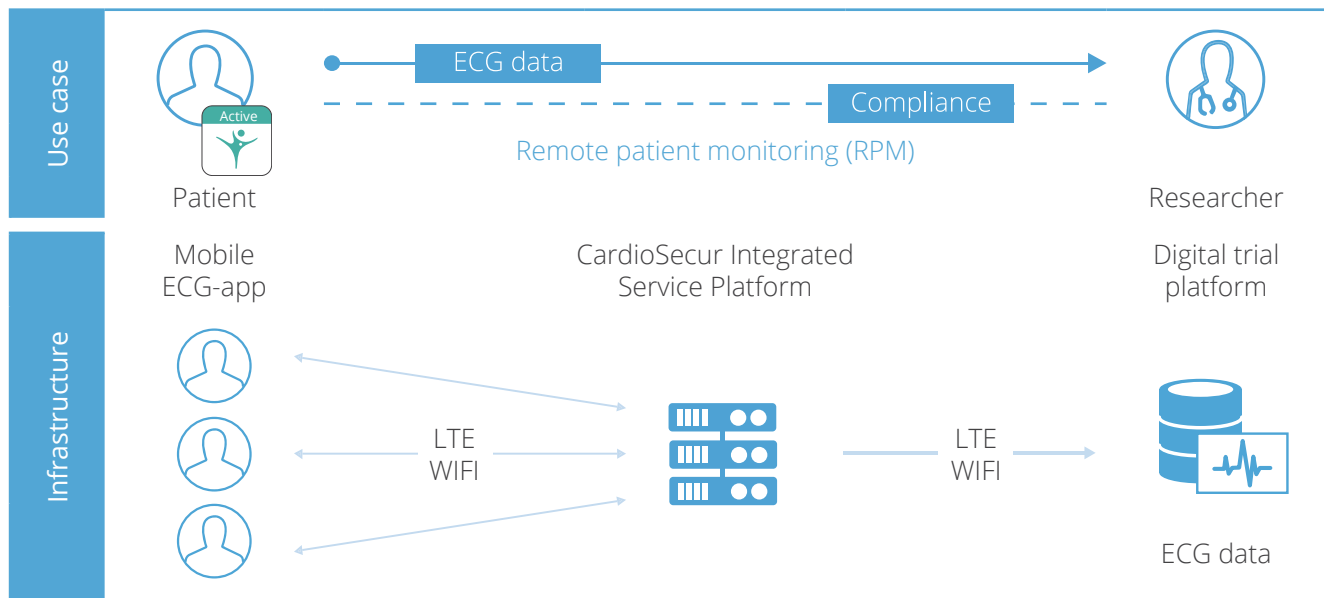 Use case
Active
ECG data
Compliance
Remote patient monitoring (RPM)
Patient
Researcher
Infrastructure
Mobile
ECG-app
CardioSecur Integrated
Service Platform
Digital trial
platform
LTE
WIFI
LTE
WIFI
ECG data